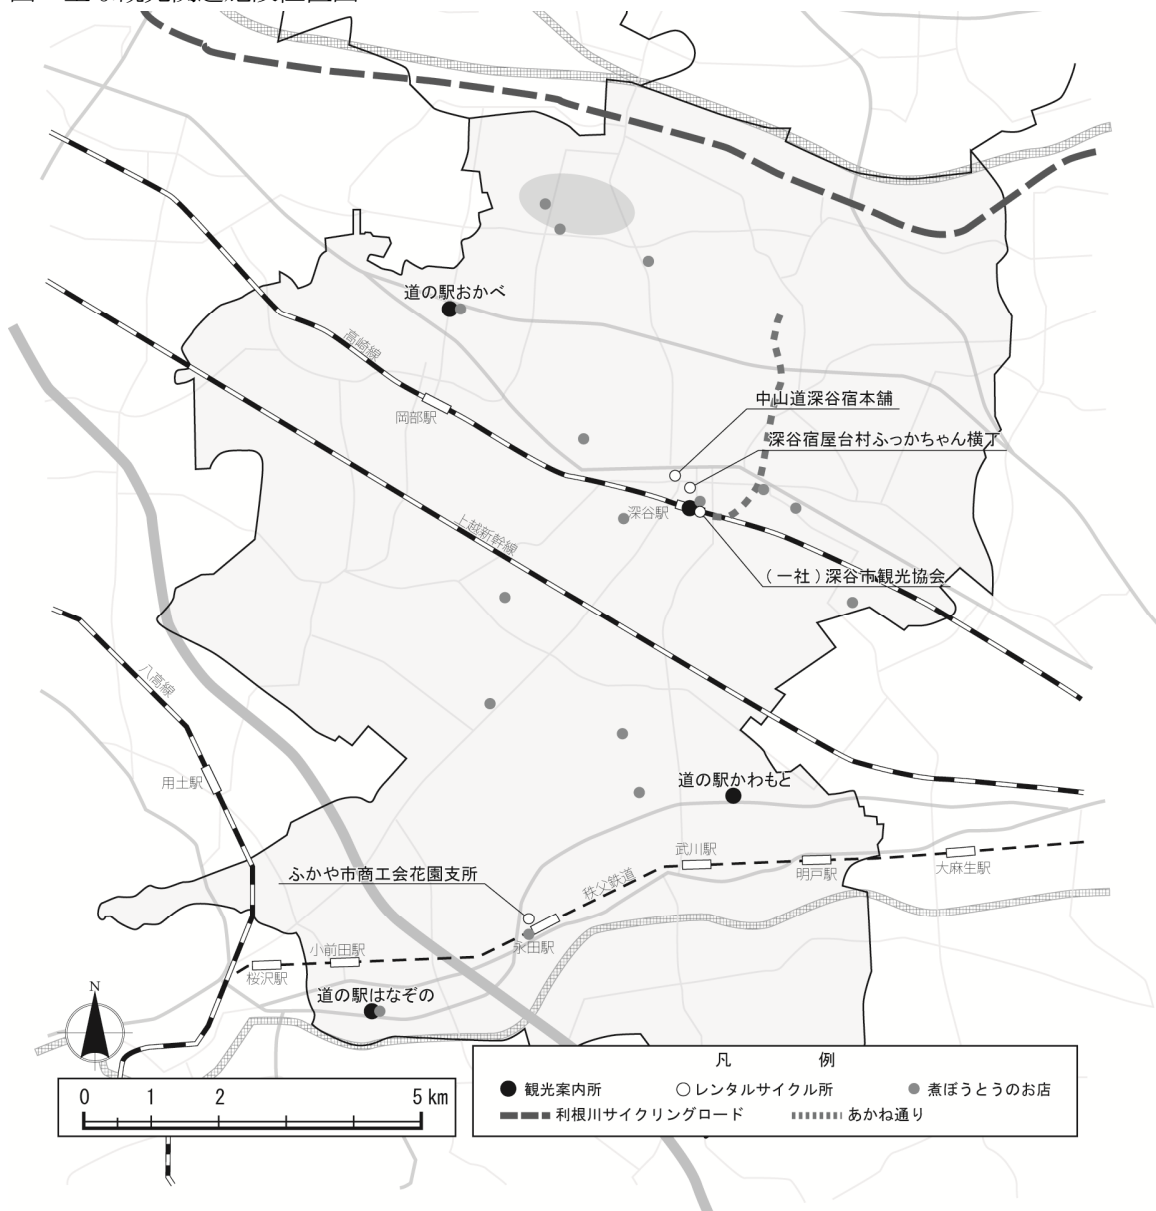 道の駅おかべ
高崎線
岡部駅
中山道深谷宿本舗
深谷宿屋台村ふっかちゃん横丁
深谷駅
上越新幹線
（一社）深谷市観光協会
八高線
用土駅
道の駅かわもと
武川駅
明戸駅
大麻生駅
ふかや市商工会花園支所
秩父鉄道
永田駅
小前田駅
桜沢駅
道の駅はなぞの
N
0 1 2 5 km
凡 例
観光案内所 レンタルサイクル所 煮ぼうとうのお店
利根川サイクリングロード あかね通り